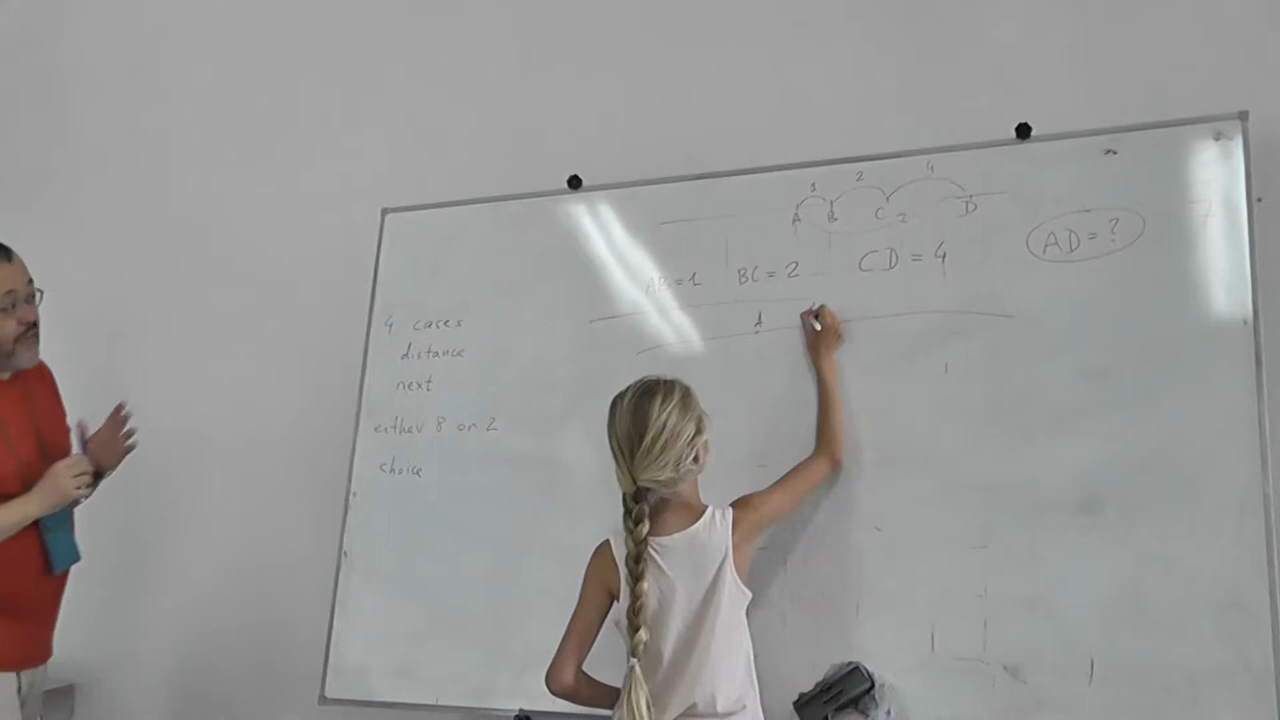 1 2 4
A B C 2 D
AD = ?
AB = 1 BC = 2 CD = 4
A
4 cases
distance
next
either 8 or 2
choice